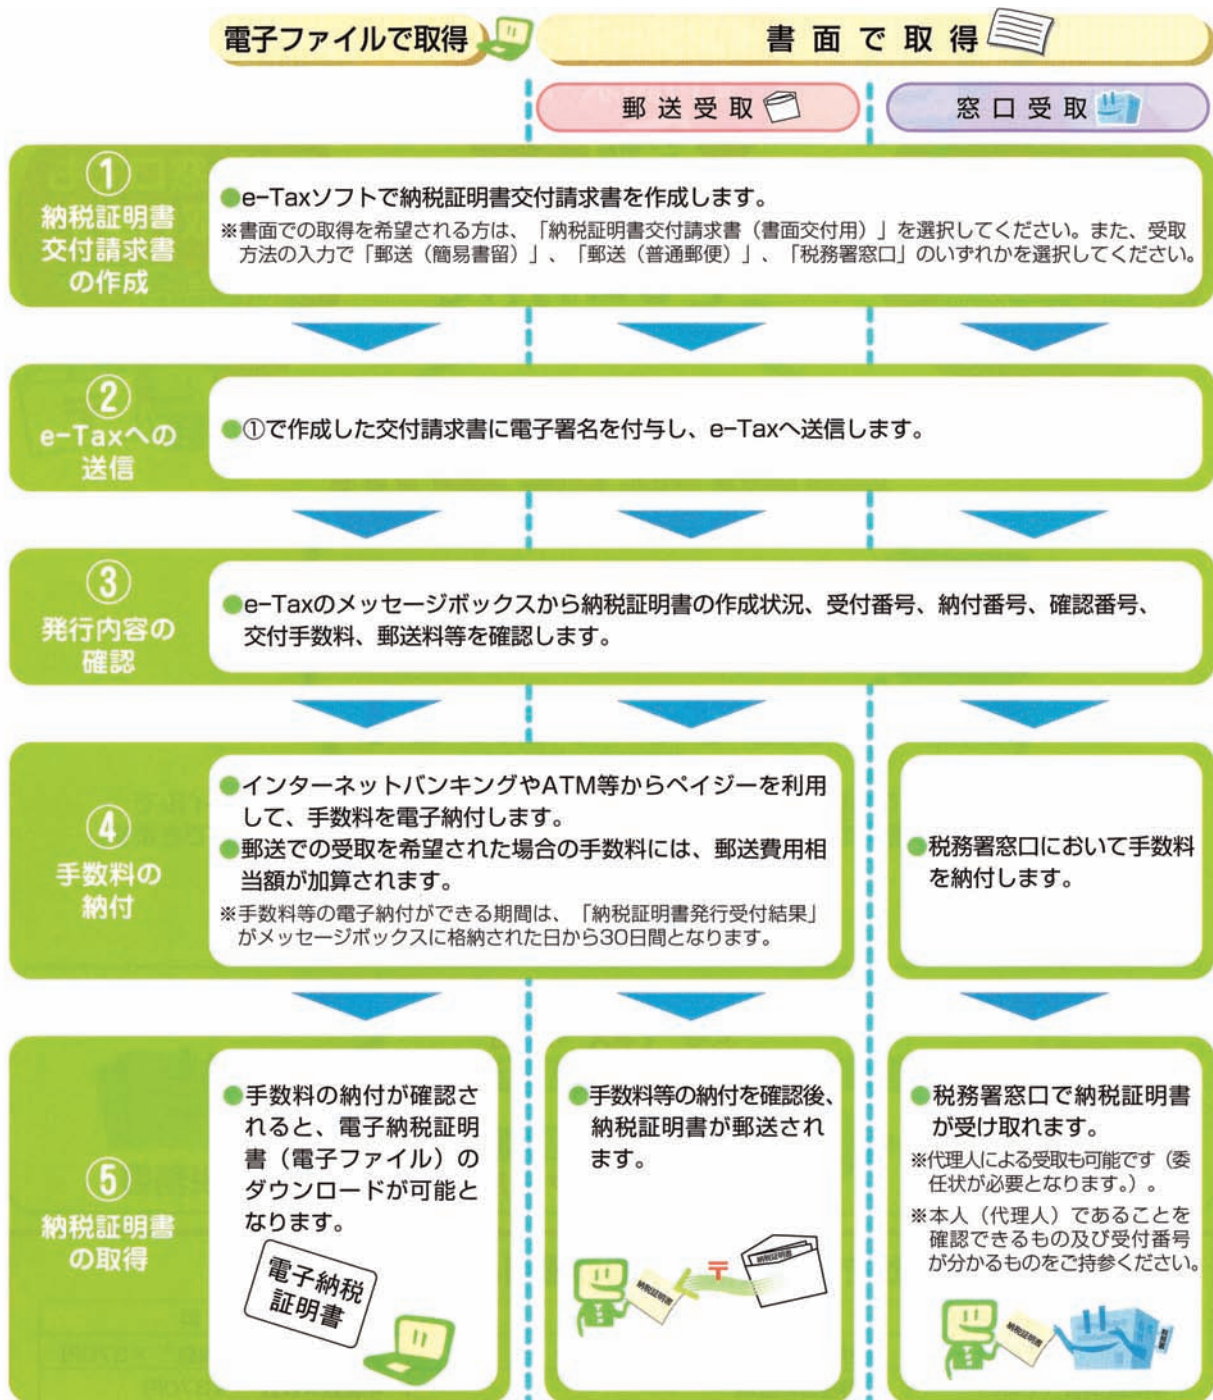 電子ファイルで取得
書面で取得
郵送受取
窓口受取
①
納税証明書
交付請求書
の作成
●e-Taxソフトで納税証明書交付請求書を作成します。
※書面での取得を希望される方は、「納税証明書交付請求書（書面交付用）」を選択してください。また、受取
方法の入力で「郵送（簡易書留）」、「郵送（普通郵便）」、「税務署窓口」のいずれかを選択してください。
②
e-Taxへの
送信
●①で作成した交付請求書に電子署名を付与し、e-Taxへ送信します。
③
発行内容の
確認
●e-Taxのメッセージボックスから納税証明書の作成状況、受付番号、納付番号、確認番号、
交付手数料、郵送料等を確認します。
④
手数料の
納付
●インターネットバンキングやATM等からペイジーを利用
して、手数料を電子納付します。
●郵送での受取を希望された場合の手数料には、郵送費用相
当額が加算されます。
※手数料等の電子納付ができる期間は、「納税証明書発行受付結果」
がメッセージボックスに格納された日から30日間となります。
●税務署窓口において手数料
を納付します。
⑤
納税証明書
の取得
●手数料の納付が確認さ
れると、電子納税証明
書（電子ファイル）の
ダウンロードが可能と
なります。
電子納税
証明書
●手数料等の納付を確認後、
納税証明書が郵送され
ます。
納税証明書
〒
納税証明書
●税務署窓口で納税証明書
が受け取れます。
※代理人による受取も可能です（委
任状が必要となります。）。
※本人（代理人）であることを
確認できるもの及び受付番号
が分かるものをご持参ください。
納税証明書